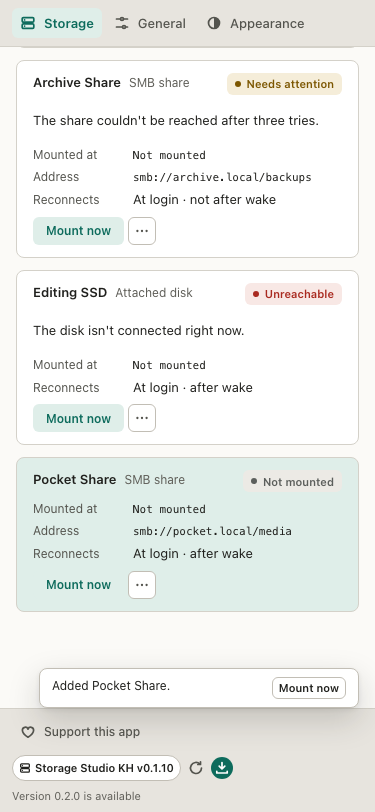 Storage General Appearance
Archive Share SMB share Needs attention
The share couldn't be reached after three tries.
Mounted at Not mounted
Address smb://archive.local/backups
Reconnects At login · not after wake
Mount now ···
Editing SSD Attached disk Unreachable
The disk isn't connected right now.
Mounted at Not mounted
Reconnects At login · after wake
Mount now ···
Pocket Share SMB share Not mounted
Mounted at Not mounted
Address smb://pocket.local/media
Reconnects At login · after wake
Mount now ···
Added Pocket Share. Mount now
Support this app
Storage Studio KH v0.1.10
Version 0.2.0 is available